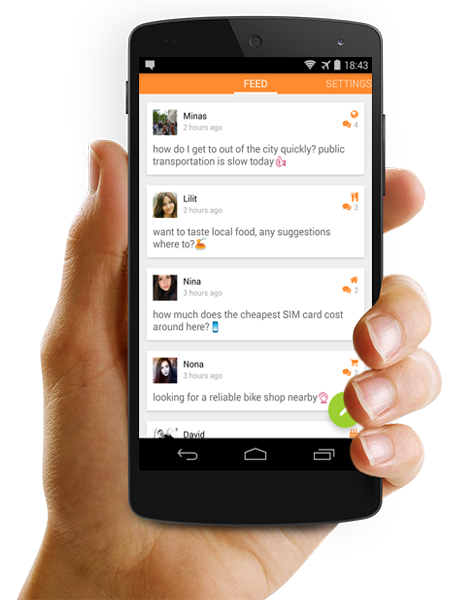 18:43
FEED
SETTINGS
Minas
2 hours ago
4
how do I get to out of the city quickly? public
transportation is slow today
Lilit
2 hours ago
3
want to taste local food, any suggestions
where to?
Nina
3 hours ago
2
how much does the cheapest SIM card cost
around here?
Nona
3 hours ago
looking for a reliable bike shop nearby
David